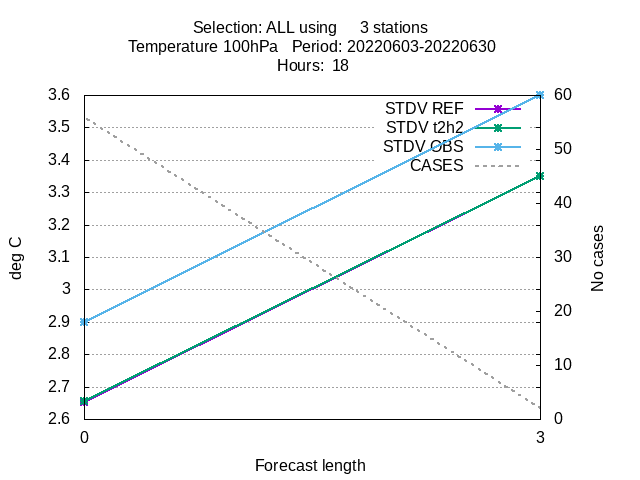 Selection: ALL using     3 stations
Temperature 100hPa   Period: 20220603-20220630
Hours:  18
3.6
3.5
3.4
3.3
3.2
3.1
3
2.9
2.8
2.7
2.6
deg C
STDV REF
STDV t2h2
STDV OBS
CASES
60
50
40
30
20
10
0
No cases
0
3
Forecast length